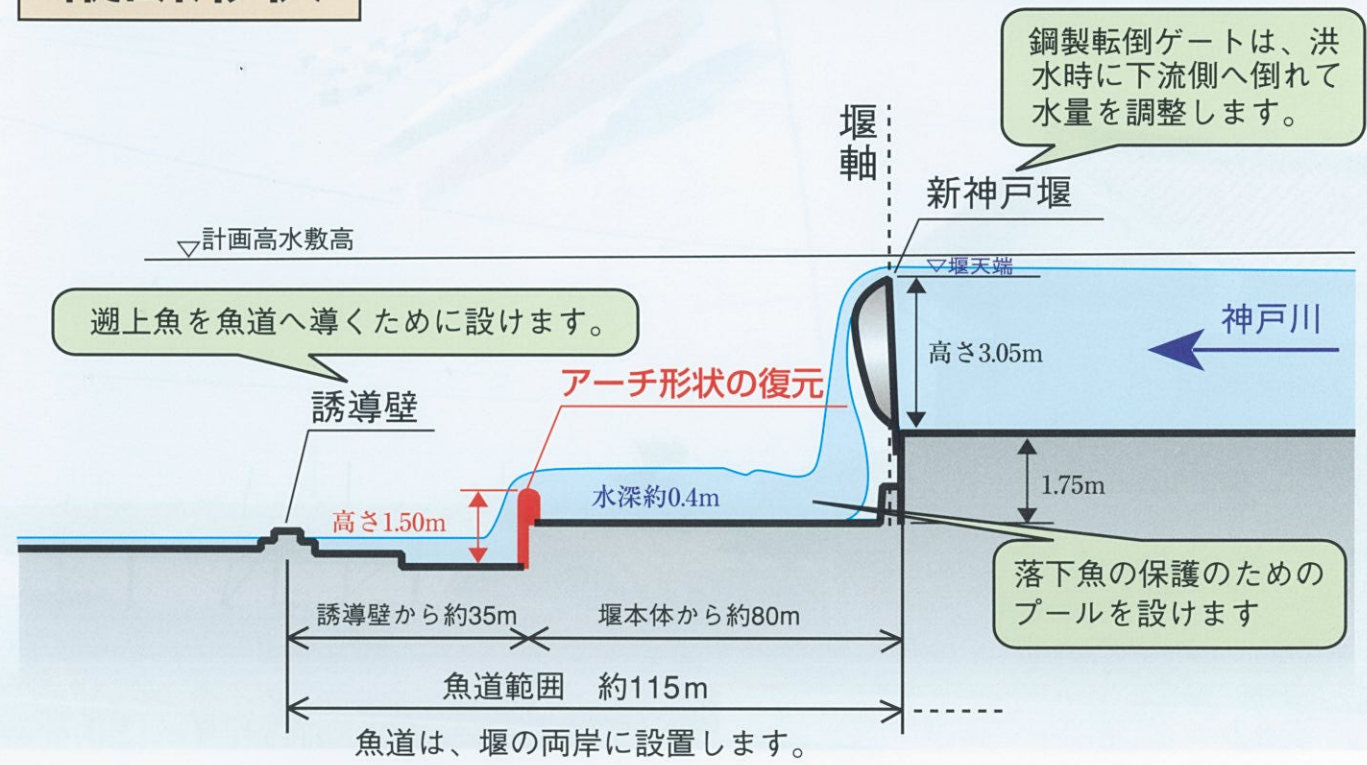 鋼製転倒ゲートは、洪
水時に下流側へ倒れて
水量を調整します。
堰軸
新神戸堰
▽計画高水敷高
▽堰天端
遡上魚を魚道へ導くために設けます。
神戸川
高さ3.05m
アーチ形状の復元
誘導壁
水深約0.4m
1.75m
高さ1.50m
落下魚の保護のための
プールを設けます
誘導壁から約35m
堰本体から約80m
魚道範囲 約115m
魚道は、堰の両岸に設置します。